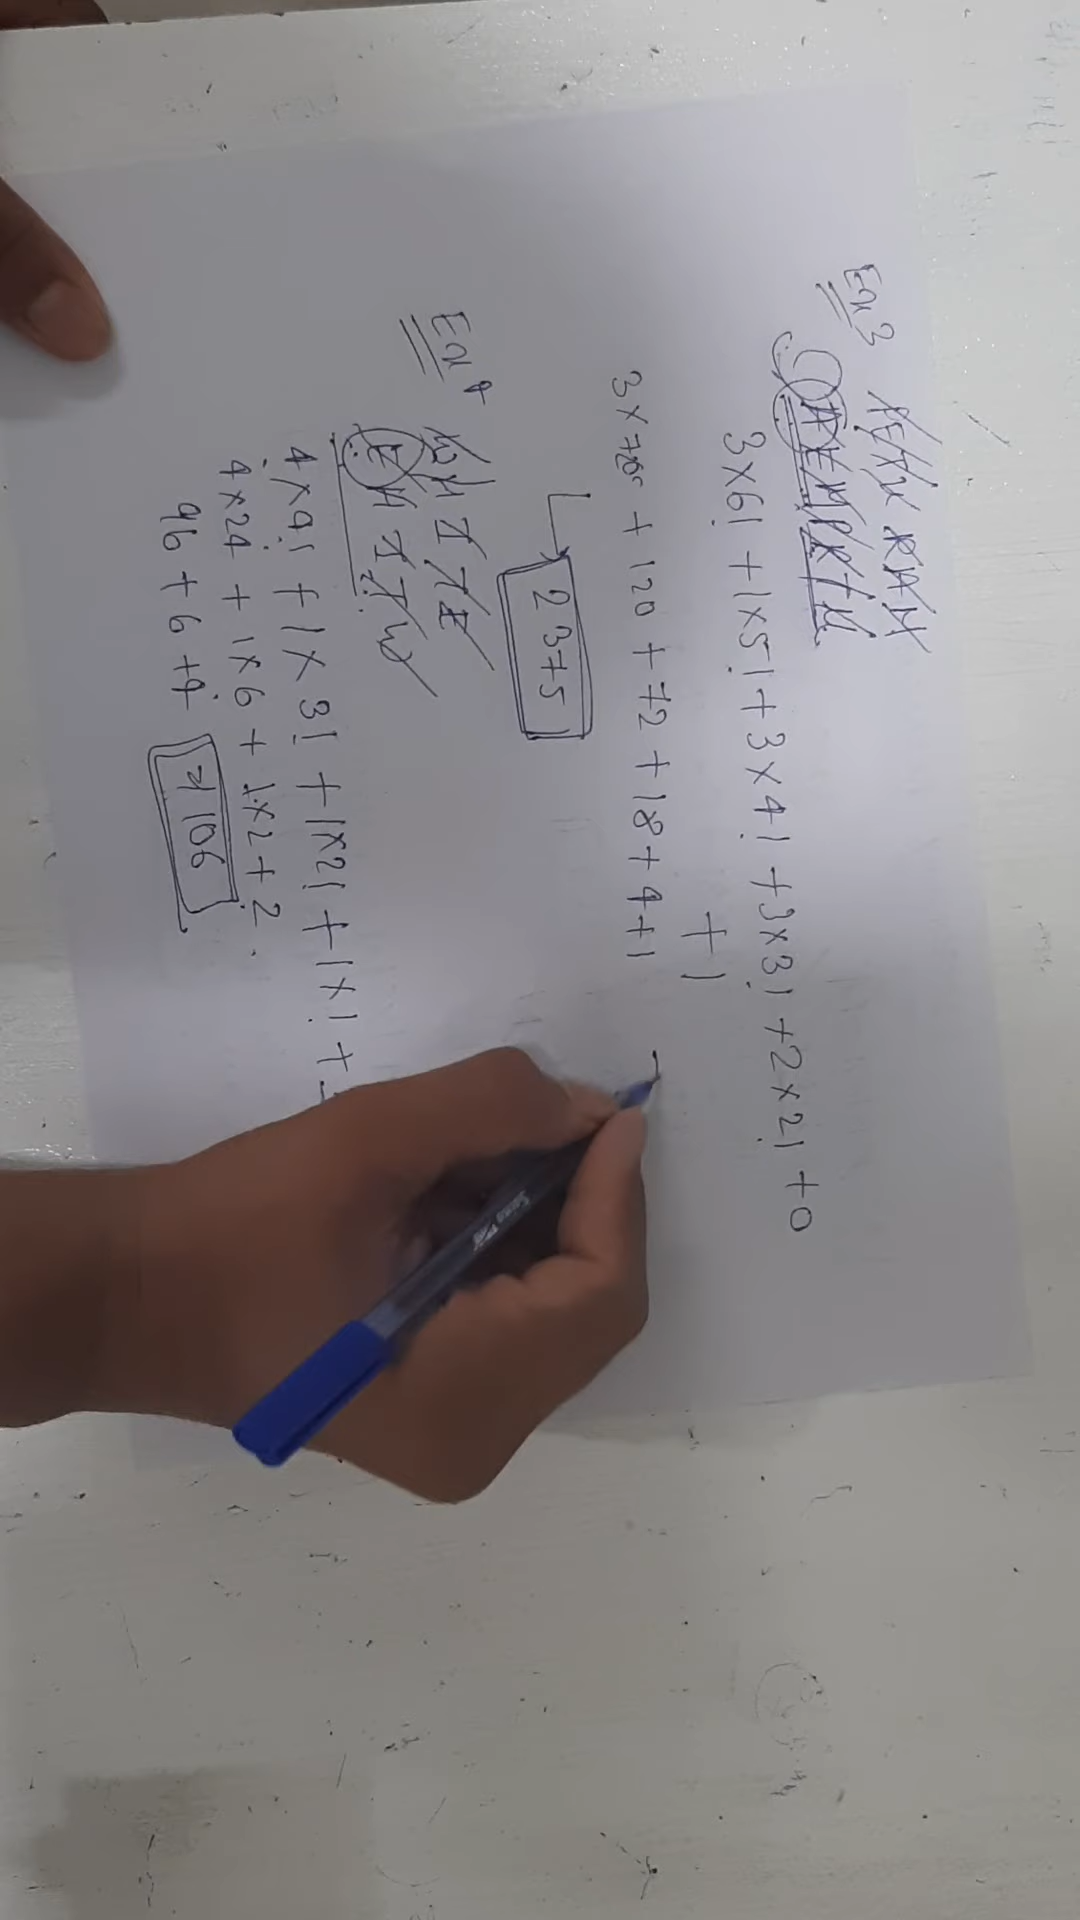 Ex 3
A E M R T U
3×6! + 1×5! + 3×4! + 3×3! + 2×2! + 0
+ 1
3×720 + 120 + 72 + 18 + 4+1
2375
Ex 4
W H I T E
E H I T W
4×4! + 1×3! + 1×2! + 1×1! +
4×24 + 1×6 + 1×2 + 2
96 + 6 + 4
⇒ 106